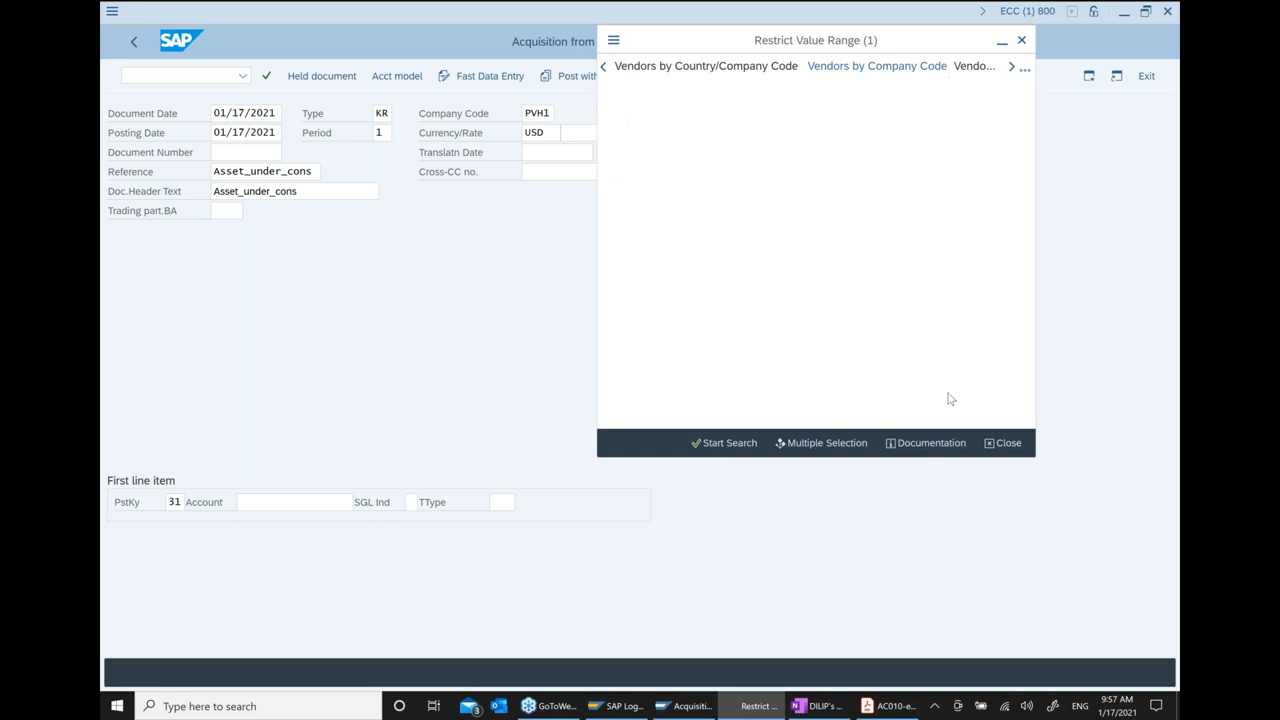 ECC (1) 800
SAP
Acquisition from
Restrict Value Range (1)
Held document Acct model Fast Data Entry Post with
Vendors by Country/Company Code Vendors by Company Code Vendo... ...
Exit
Document Date 01/17/2021 Type KR Company Code PVH1
Posting Date 01/17/2021 Period 1 Currency/Rate USD
Document Number Translatn Date
Reference Asset_under_cons Cross-CC no.
Doc.Header Text Asset_under_cons
Trading part.BA
Start Search Multiple Selection Documentation Close
First line item
PstKy 31 Account SGL Ind TType
Type here to search
3
GoToWe... SAP Log... Acquisiti... Restrict ... DILIP's ... AC010-e...
ENG
9:57 AM
1/17/2021